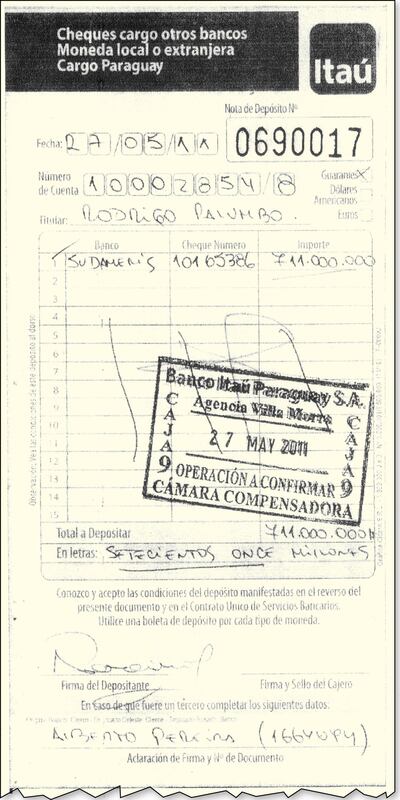 Cheques cargo otros bancos
Moneda local o extranjera
Cargo Paraguay
Itaú
Nota de Depósito Nº
Fecha: 27/05/11
0690017
Número de Cuenta 10002854/8
Guaraníes X
Dólares Americanos
Euros
Titular: RODRIGO PALUMBO.
Banco Cheque Número Importe
1 SUDAMERIS 10165386 711.000.000
2
3
4
5
6
7
8
9
10
11
12
13
14
15
Banco Itaú Paraguay S.A.
Agencia Villa Morra
27 MAY 2011
CAJA 9
CAJA 9
OPERACIÓN A CONFIRMAR
CÁMARA COMPENSADORA
Total a Depositar 711.000.000
En letras: SETECIENTOS ONCE MILLONES
Conozco y acepto las condiciones del depósito manifestadas en el reverso del
presente documento y en el Contrato Unico de Servicios Bancarios.
Utilice una boleta de depósito por cada tipo de moneda.
Firma del Depositante Firma y Sello del Cajero
En caso de que fuere un tércero completar los siguientes datos:
ALBERTO PEREIRA
Aclaración de Firma y Nº de Documento